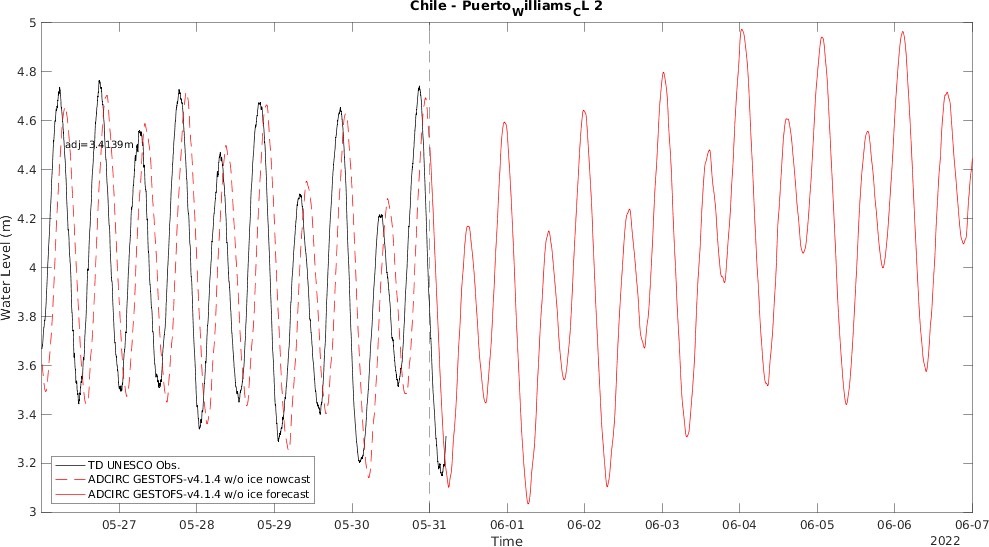 Chile - PuertoWilliamsCL 2
5
4.8
4.6
4.4
4.2
4
3.8
3.6
3.4
3.2
3
Water Level (m)
adj=3.4139m
TD UNESCO Obs.
ADCIRC GESTOFS-v4.1.4 w/o ice nowcast
ADCIRC GESTOFS-v4.1.4 w/o ice forecast
05-27 05-28 05-29 05-30 05-31 06-01 06-02 06-03 06-04 06-05 06-06 06-07
Time
2022